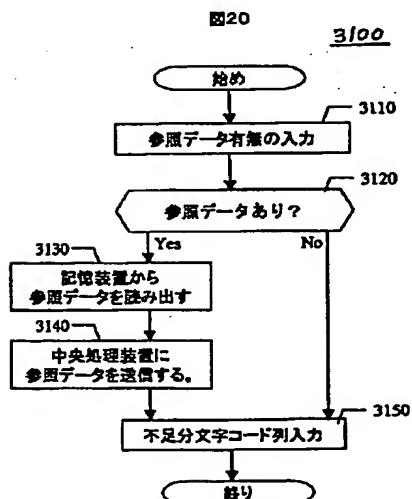 図20
3100
始め
3110
参照データ有無の入力
3120
参照データあり?
3130
Yes
No
記憶装置から
参照データを読み出す
3140
中央処理装置に
参照データを送信する。
3150
不足分文字コード列入力
終り